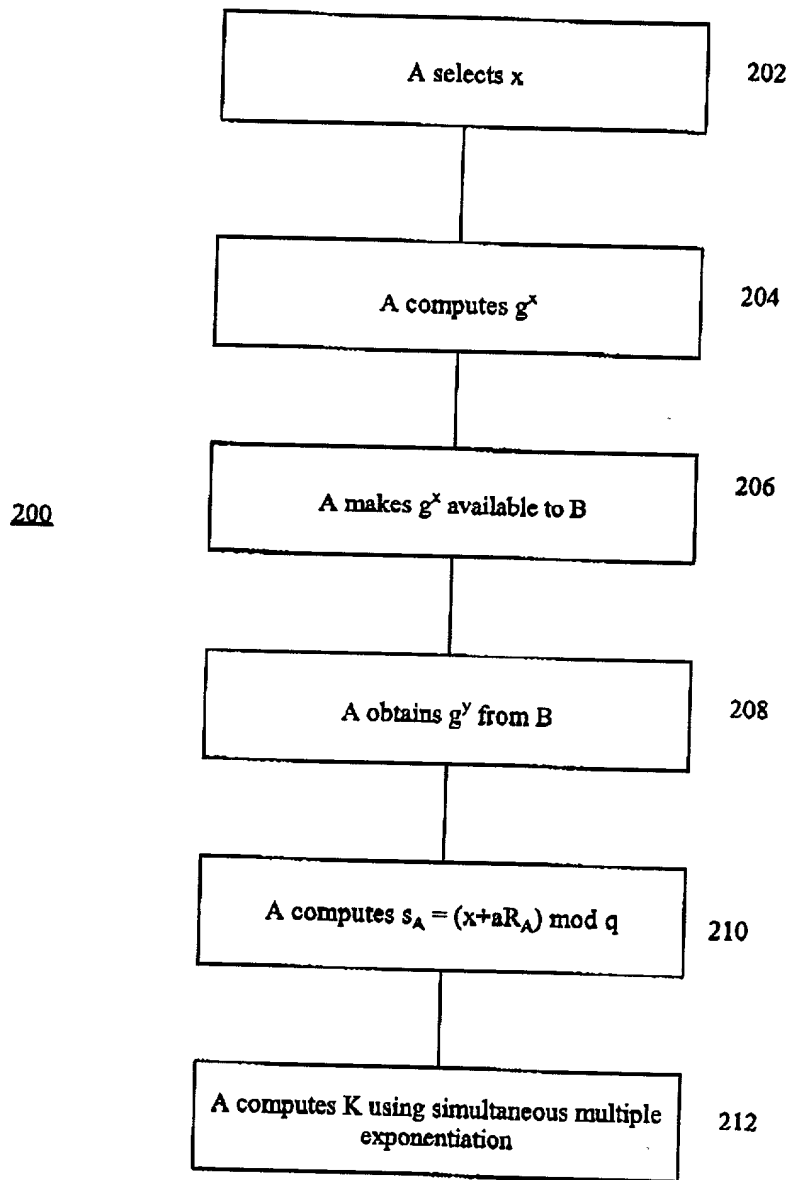 A selects x
202
A computes g^x
204
A makes g^x available to B
206
200
A obtains g^y from B
208
A computes s_A = (x+aR_A) mod q
210
A computes K using simultaneous multiple
exponentiation
212